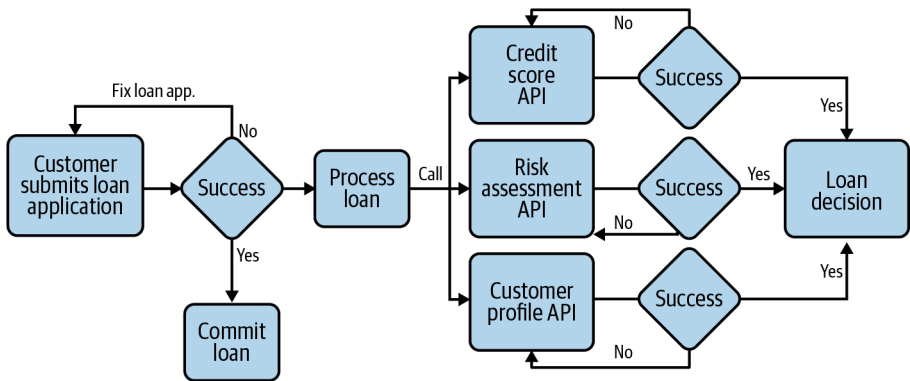 Fix loan app.
No
Customer
submits loan
application
Success
Yes
Commit
loan
Process
loan
Call
Credit
score
API
No
Success
Yes
Risk
assessment
API
No
Success
Yes
Customer
profile API
No
Success
Yes
Loan
decision